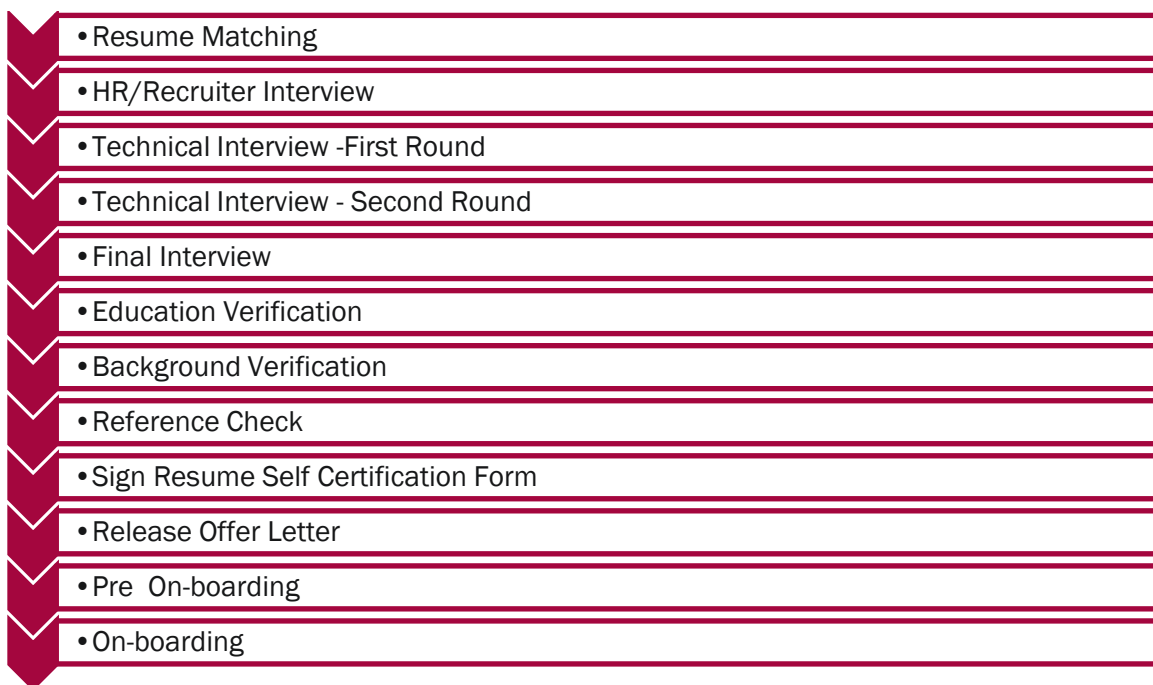 •Resume Matching
•HR/Recruiter Interview
•Technical Interview -First Round
•Technical Interview - Second Round
•Final Interview
•Education Verification
•Background Verification
•Reference Check
•Sign Resume Self Certification Form
•Release Offer Letter
•Pre  On-boarding
•On-boarding